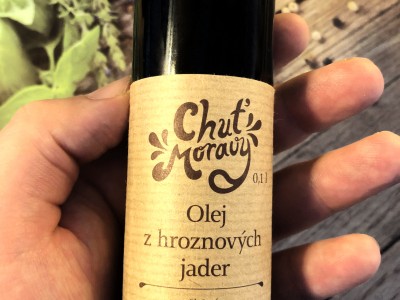 Chuť
Moravy
0,1 l
Olej
z hroznových
jader